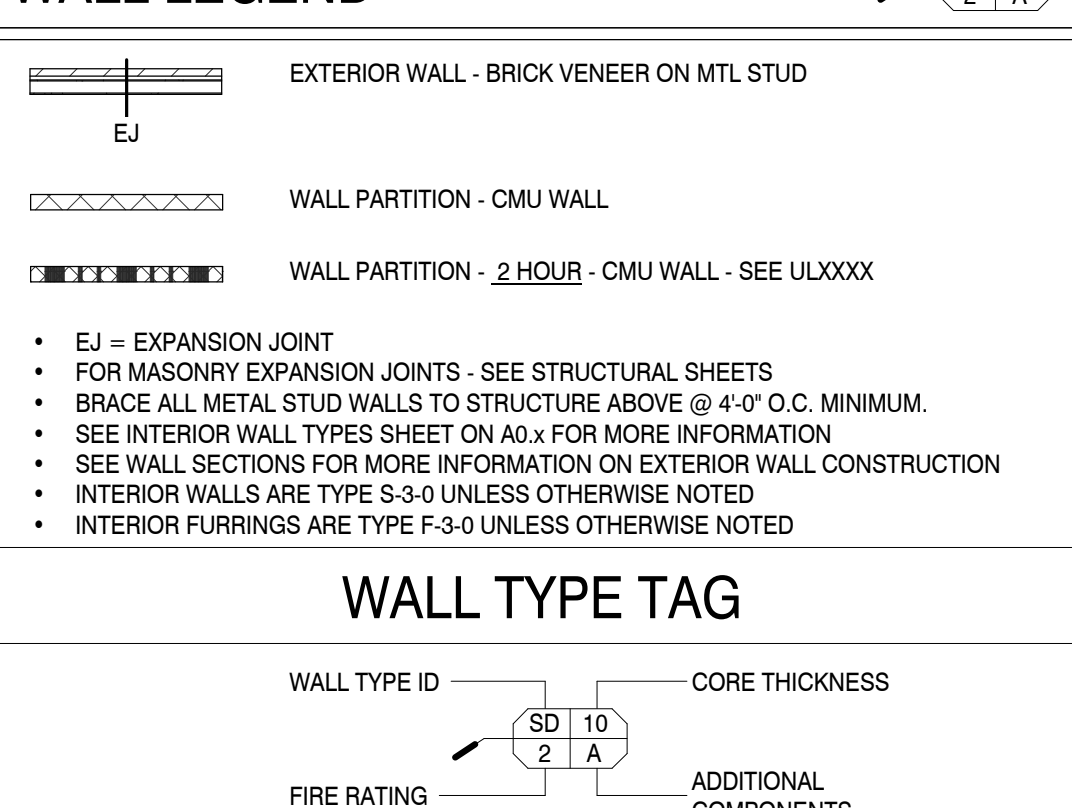 WALL LEGEND
2 A
EXTERIOR WALL - BRICK VENEER ON MTL STUD
EJ
WALL PARTITION - CMU WALL
WALL PARTITION - 2 HOUR - CMU WALL - SEE ULXXXX
• EJ = EXPANSION JOINT
• FOR MASONRY EXPANSION JOINTS - SEE STRUCTURAL SHEETS
• BRACE ALL METAL STUD WALLS TO STRUCTURE ABOVE @ 4'-0" O.C. MINIMUM.
• SEE INTERIOR WALL TYPES SHEET ON A0.x FOR MORE INFORMATION
• SEE WALL SECTIONS FOR MORE INFORMATION ON EXTERIOR WALL CONSTRUCTION
• INTERIOR WALLS ARE TYPE S-3-0 UNLESS OTHERWISE NOTED
• INTERIOR FURRINGS ARE TYPE F-3-0 UNLESS OTHERWISE NOTED
WALL TYPE TAG
WALL TYPE ID
CORE THICKNESS
SD 10
2 A
FIRE RATING
ADDITIONAL
COMPONENTS